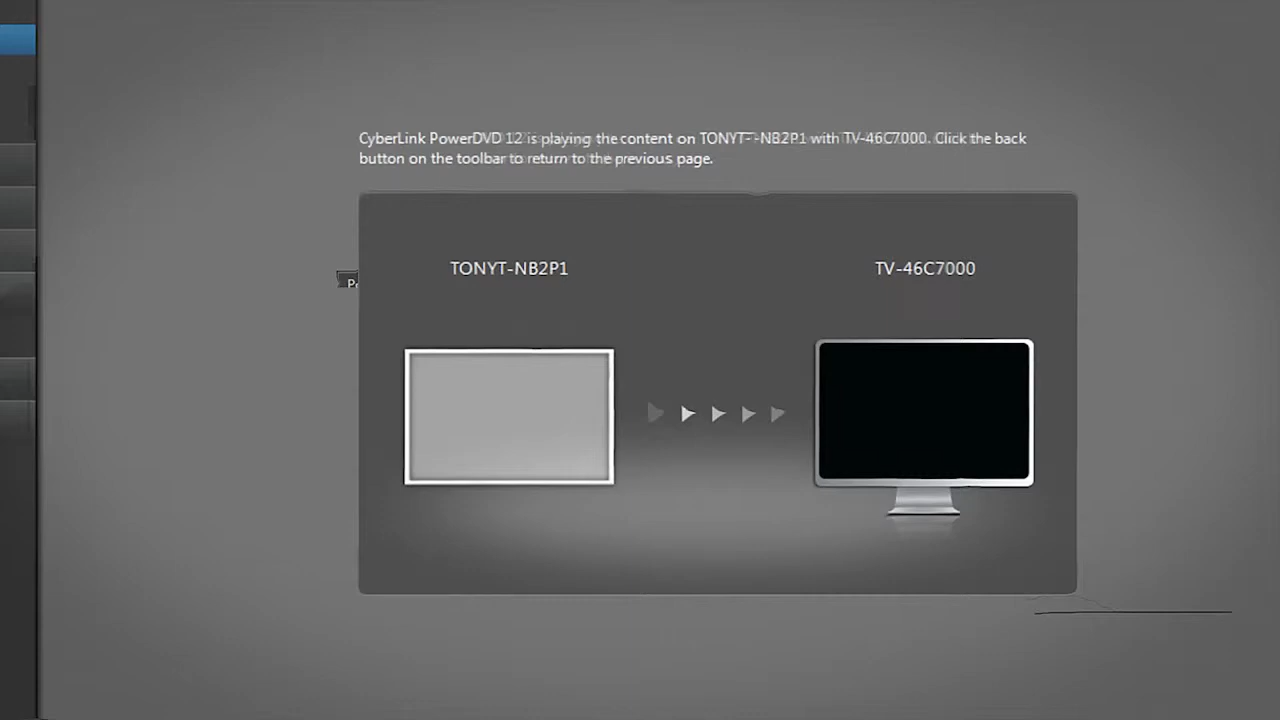 CyberLink PowerDVD 12 is playing the content on TONYT-NB2P1 with TV-46C7000. Click the back
button on the toolbar to return to the previous page.
TONYT-NB2P1
TV-46C7000